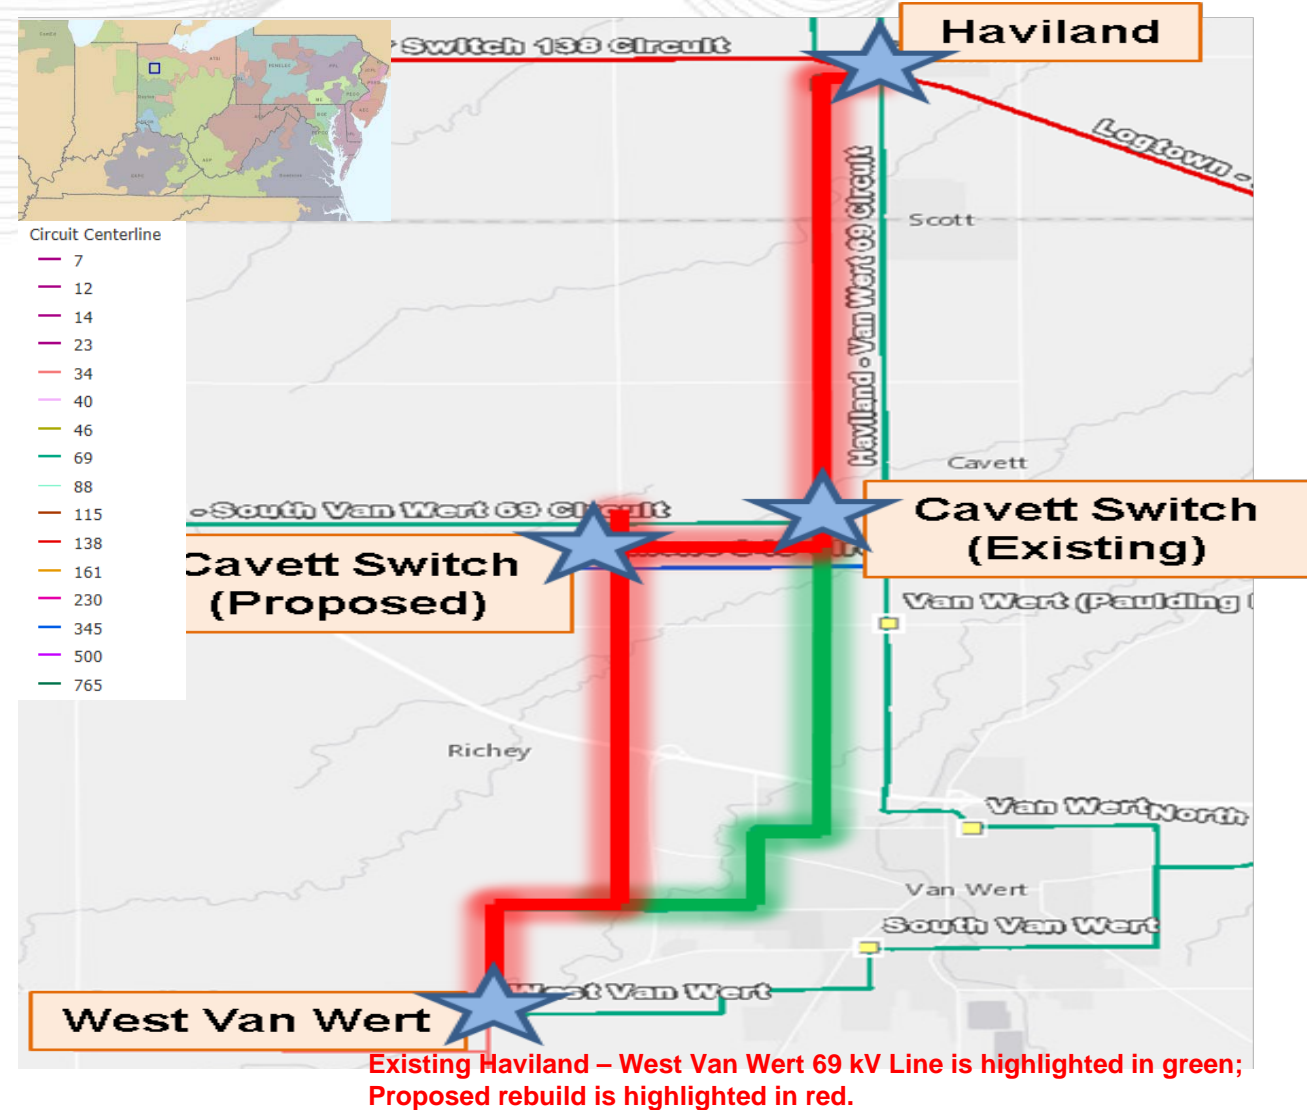 Haviland
Switch 138 Circuit
Logtown -
Scott
Haviland - Van Wert 69 Circuit
Circuit Centerline
7
12
14
23
34
40
46
69
88
115
138
161
230
345
500
765
Cavett
- South Van Wert 69 Circuit
Cavett Switch
(Existing)
Cavett Switch
(Proposed)
Van Wert (Paulding
Richey
Van Wert
North
Van Wert
South Van Wert
West Van Wert
West Van Wert
Existing Haviland – West Van Wert 69 kV Line is highlighted in green;
Proposed rebuild is highlighted in red.